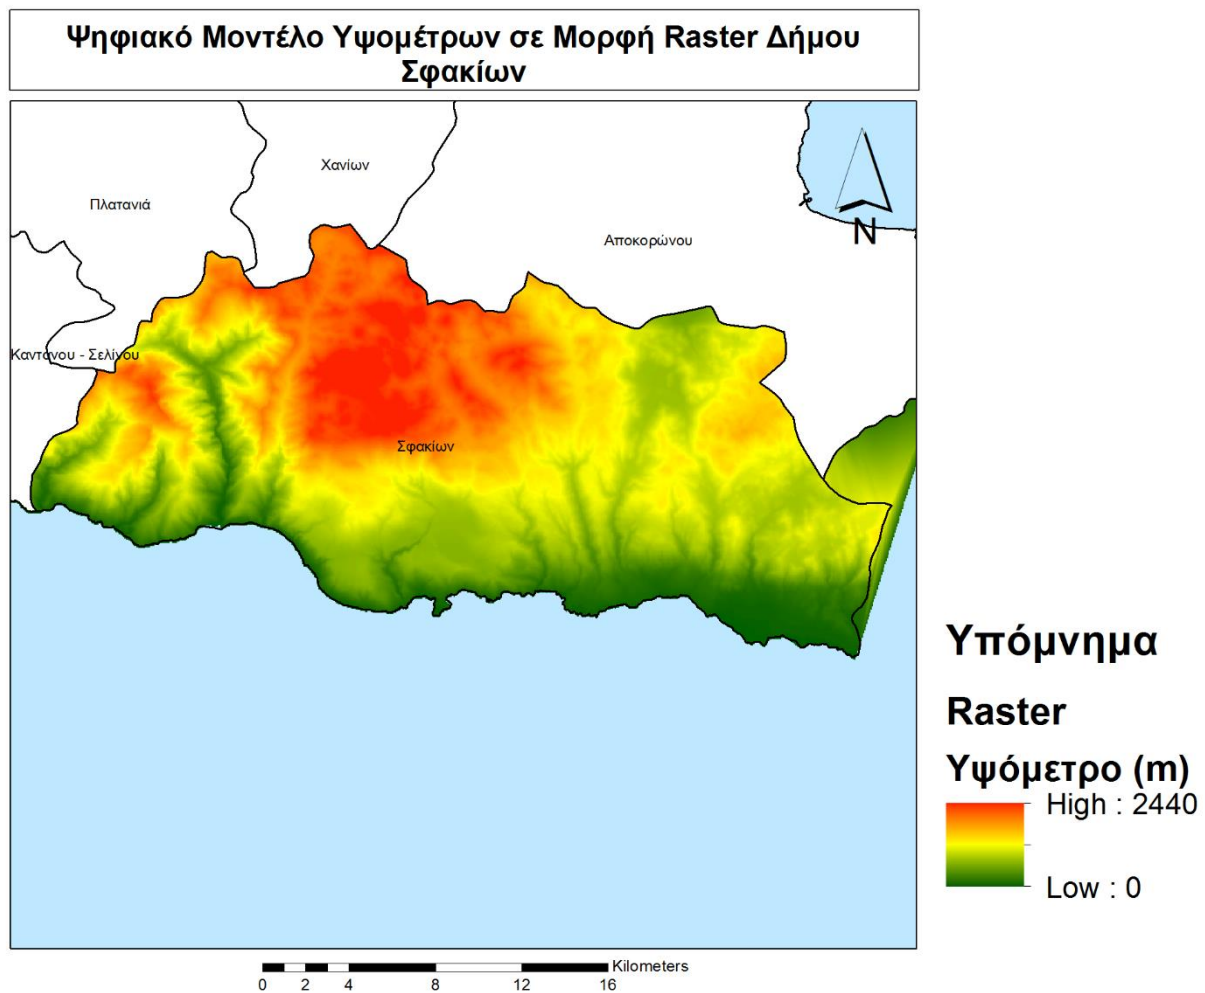 Ψηφιακό Μοντέλο Υψομέτρων σε Μορφή Raster Δήμου
Σφακίων
Χανίων
Πλατανιά
Αποκορώνου
N
Καντάνου - Σελίνου
Σφακίων
Υπόμνημα
Raster
Υψόμετρο (m)
High : 2440
Low : 0
Kilometers
0 2 4 8 12 16